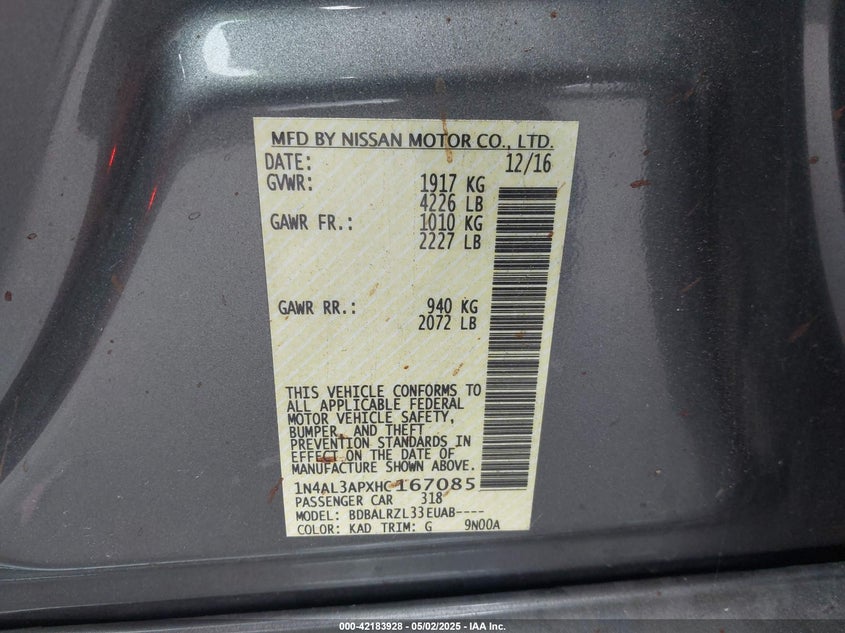 MFD BY NISSAN MOTOR CO., LTD.
DATE: 12/16
GVWR: 1917 KG
4226 LB
GAWR FR.: 1010 KG
2227 LB
GAWR RR.: 940 KG
2072 LB
THIS VEHICLE CONFORMS TO
ALL APPLICABLE FEDERAL
MOTOR VEHICLE SAFETY,
BUMPER, AND THEFT
PREVENTION STANDARDS IN
EFFECT ON THE DATE OF
MANUFACTURE SHOWN ABOVE.
1N4AL3APXHC167085
PASSENGER CAR 318
MODEL: BDBALRZL33EUAB----
COLOR: KAD TRIM: G 9N00A
000-42183928 - 05/02/2025 - IAA Inc.